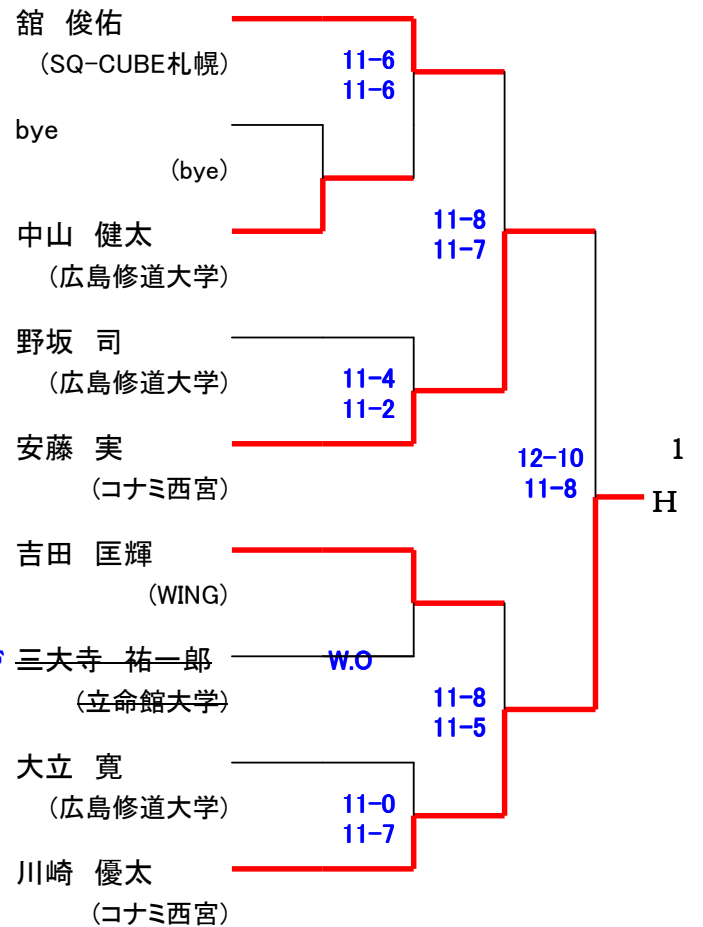 舘 俊佑
(SQ-CUBE札幌)
11-6
11-6
bye
(bye)
中山 健太
(広島修道大学)
11-8
11-7
野坂 司
(広島修道大学)
11-4
11-2
安藤 実
(コナミ西宮)
12-10
11-8
1
H
吉田 匡輝
(WING)
三大寺 祐一郎
(立命館大学)
W.O
11-8
11-5
大立 寛
(広島修道大学)
11-0
11-7
川崎 優太
(コナミ西宮)